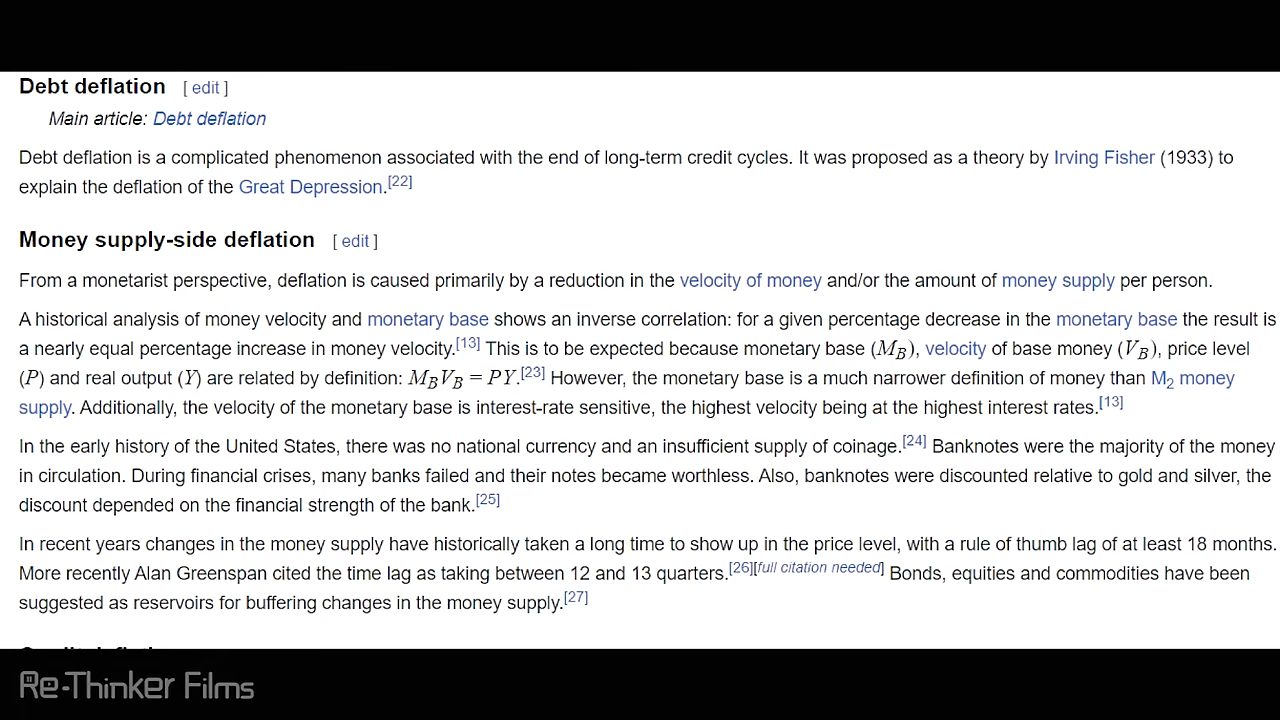 Debt deflation [ edit ]
Main article: Debt deflation
Debt deflation is a complicated phenomenon associated with the end of long-term credit cycles. It was proposed as a theory by Irving Fisher (1933) to
explain the deflation of the Great Depression.[22]
Money supply-side deflation [ edit ]
From a monetarist perspective, deflation is caused primarily by a reduction in the velocity of money and/or the amount of money supply per person.
A historical analysis of money velocity and monetary base shows an inverse correlation: for a given percentage decrease in the monetary base the result is
a nearly equal percentage increase in money velocity.[13] This is to be expected because monetary base (MB), velocity of base money (VB), price level
(P) and real output (Y) are related by definition: MBVB = PY.[23] However, the monetary base is a much narrower definition of money than M2 money
supply. Additionally, the velocity of the monetary base is interest-rate sensitive, the highest velocity being at the highest interest rates.[13]
In the early history of the United States, there was no national currency and an insufficient supply of coinage.[24] Banknotes were the majority of the money
in circulation. During financial crises, many banks failed and their notes became worthless. Also, banknotes were discounted relative to gold and silver, the
discount depended on the financial strength of the bank.[25]
In recent years changes in the money supply have historically taken a long time to show up in the price level, with a rule of thumb lag of at least 18 months.
More recently Alan Greenspan cited the time lag as taking between 12 and 13 quarters.[26][full citation needed] Bonds, equities and commodities have been
suggested as reservoirs for buffering changes in the money supply.[27]
Re-Thinker Films